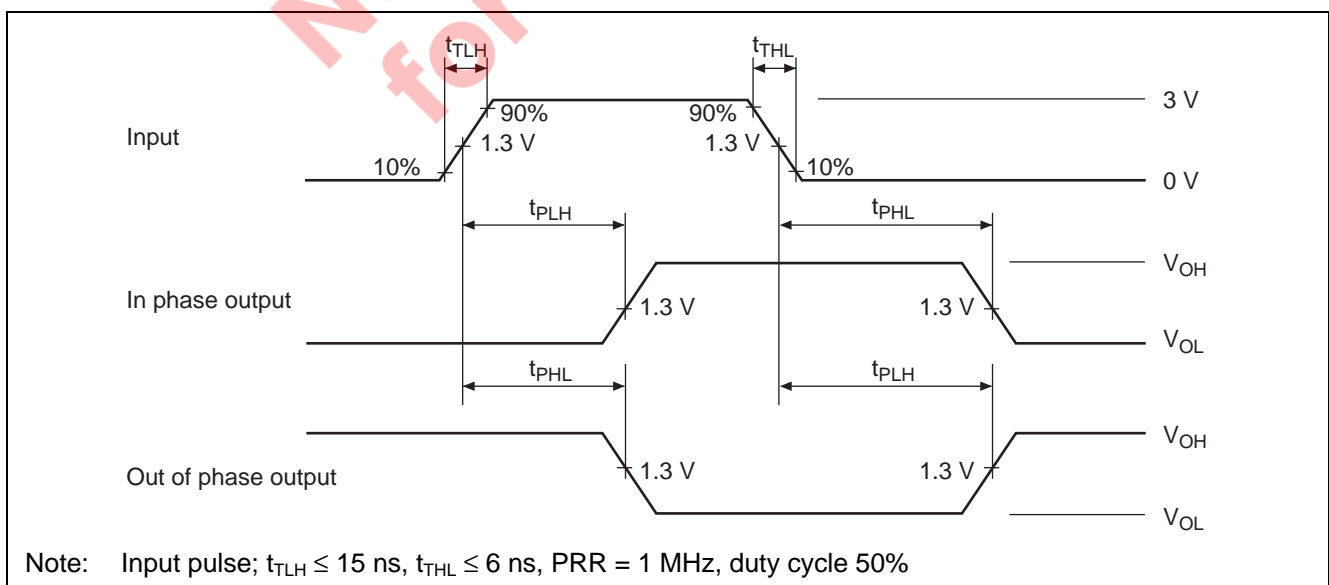 tTLH tTHL
90% 90% 3 V
Input 1.3 V 1.3 V
10% 10% 0 V
tPLH tPHL
VOH
In phase output 1.3 V 1.3 V
VOL
tPHL tPLH
VOH
Out of phase output 1.3 V 1.3 V
VOL
Note: Input pulse; tTLH ≤ 15 ns, tTHL ≤ 6 ns, PRR = 1 MHz, duty cycle 50%
for